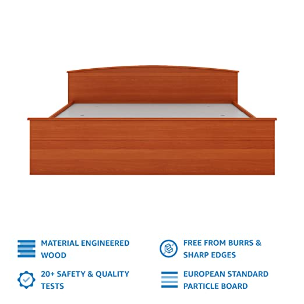 MATERIAL ENGINEERED
WOOD
FREE FROM BURRS &
SHARP EDGES
20+ SAFETY & QUALITY
TESTS
EUROPEAN STANDARD
PARTICLE BOARD